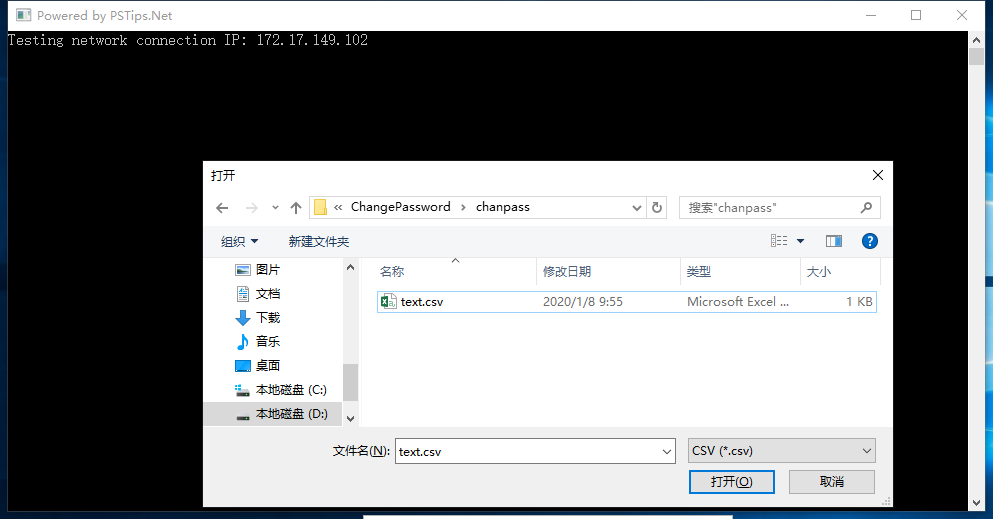 Powered by PSTips.Net
Testing network connection IP: 172.17.149.102
打开
« ChangePassword > chanpass
搜索"chanpass"
组织 新建文件夹
名称 修改日期 类型 大小
text.csv 2020/1/8 9:55 Microsoft Excel ... 1 KB
图片
文档
下载
音乐
桌面
本地磁盘 (C:)
本地磁盘 (D:)
文件名(N): text.csv CSV (*.csv)
打开(O) 取消